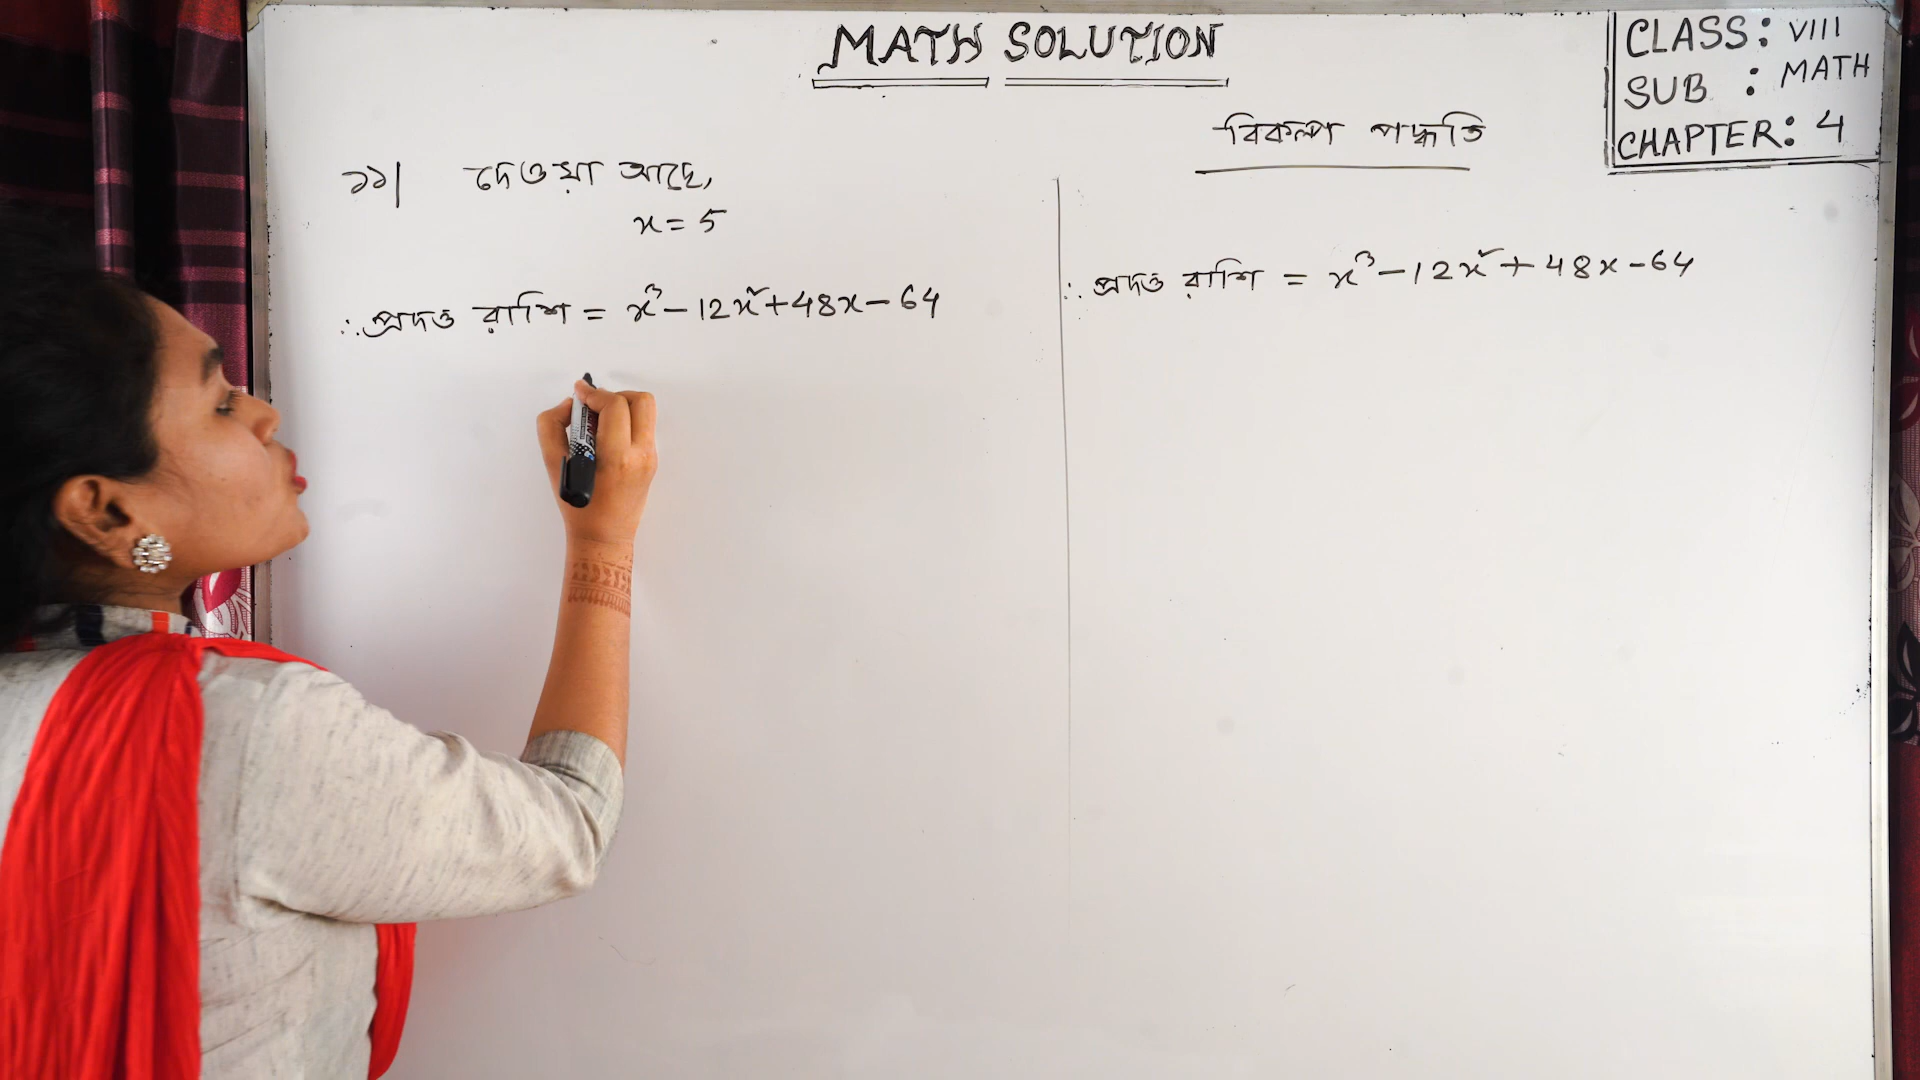 MATH SOLUTION
CLASS: VIII
SUB : MATH
CHAPTER: 4
১১| দেওয়া আছে,
x = 5
∴ প্রদত্ত রাশি = x³ - 12x² + 48x - 64
বিকল্প পদ্ধতি
∴ প্রদত্ত রাশি = x³ - 12x² + 48x - 64